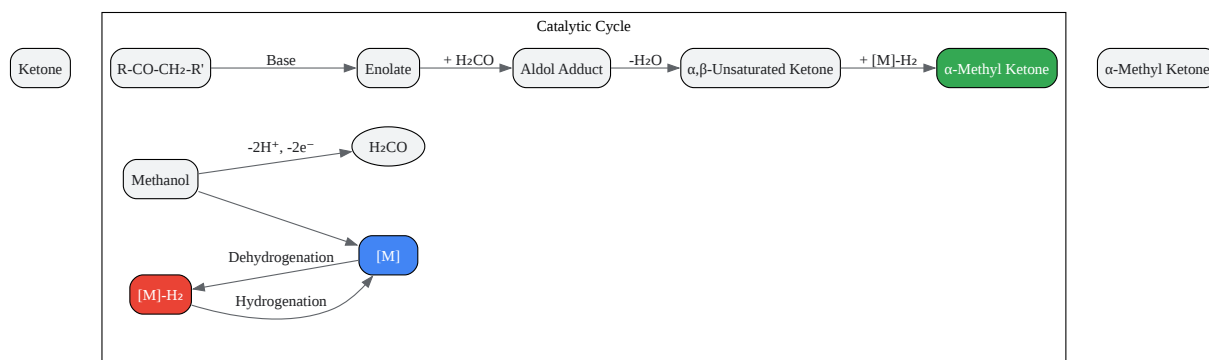 Catalytic Cycle
Ketone
R-CO-CH₂-R'
Base
Enolate
+ H₂CO
Aldol Adduct
-H₂O
α,β-Unsaturated Ketone
+ [M]-H₂
α-Methyl Ketone
α-Methyl Ketone
Methanol
-2H⁺, -2e⁻
H₂CO
[M]
Dehydrogenation
[M]-H₂
Hydrogenation